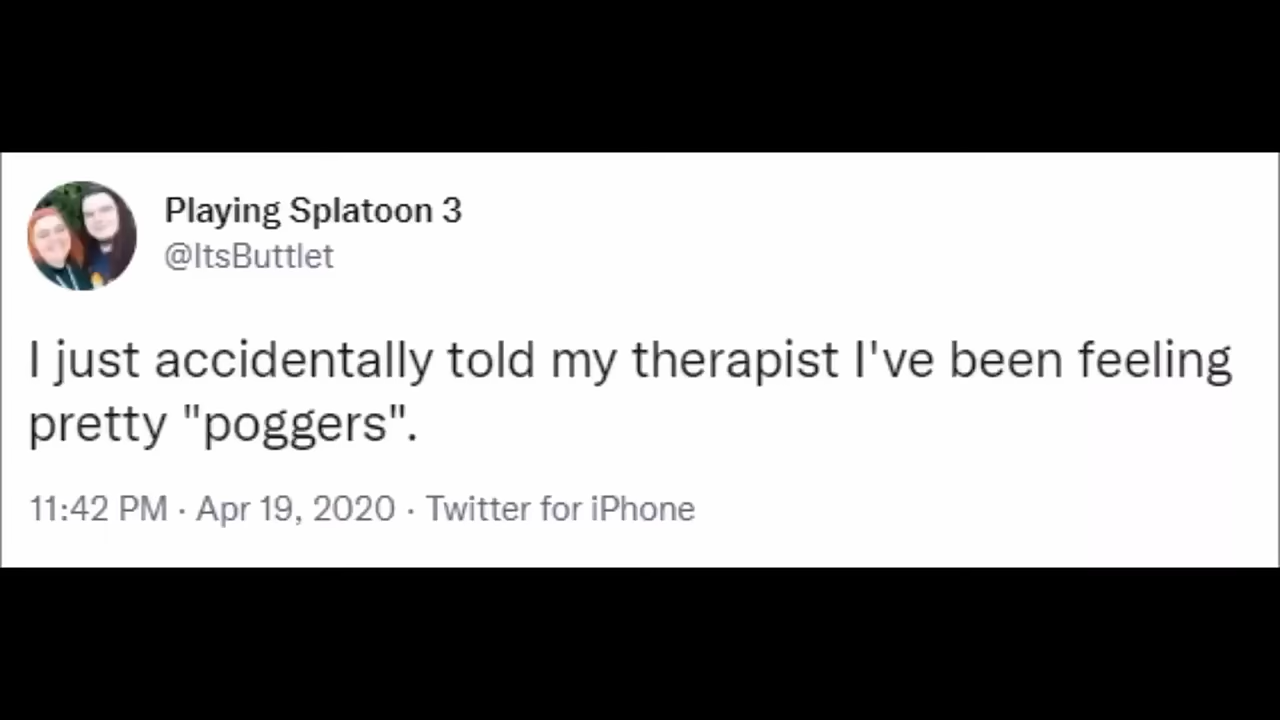 Playing Splatoon 3
@ItsButtlet
I just accidentally told my therapist I've been feeling
pretty "poggers".
11:42 PM · Apr 19, 2020 · Twitter for iPhone